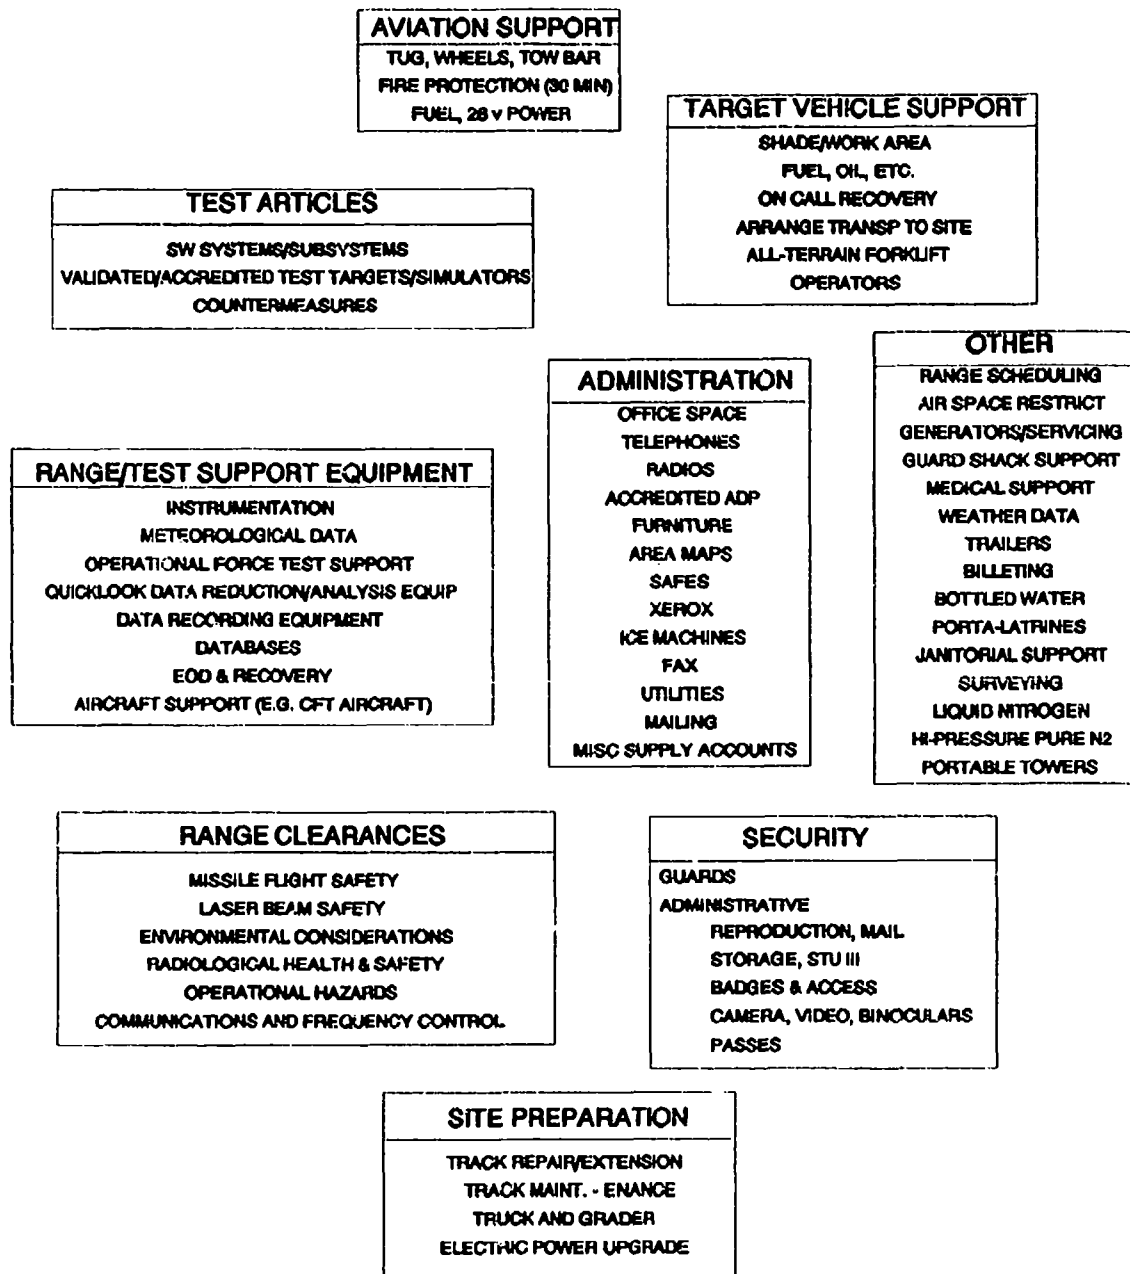 AVIATION SUPPORT
TUG, WHEELS, TOW BAR
FIRE PROTECTION (30 MIN)
FUEL, 28 v POWER
TARGET VEHICLE SUPPORT
SHADE/WORK AREA
FUEL, OIL, ETC.
ON CALL RECOVERY
ARRANGE TRANSP TO SITE
ALL-TERRAIN FORKLIFT
OPERATORS
TEST ARTICLES
SW SYSTEMS/SUBSYSTEMS
VALIDATED/ACCREDITED TEST TARGETS/SIMULATORS
COUNTERMEASURES
OTHER
RANGE SCHEDULING
AIR SPACE RESTRICT
GENERATORS/SERVICING
GUARD SHACK SUPPORT
MEDICAL SUPPORT
WEATHER DATA
TRAILERS
BILLETING
BOTTLED WATER
PORTA-LATRINES
JANITORIAL SUPPORT
SURVEYING
LIQUID NITROGEN
HI-PRESSURE PURE N2
PORTABLE TOWERS
ADMINISTRATION
OFFICE SPACE
TELEPHONES
RADIOS
ACCREDITED ADP
FURNITURE
AREA MAPS
SAFES
XEROX
ICE MACHINES
FAX
UTILITIES
MAILING
MISC SUPPLY ACCOUNTS
RANGE/TEST SUPPORT EQUIPMENT
INSTRUMENTATION
METEOROLOGICAL DATA
OPERATIONAL FORCE TEST SUPPORT
QUICKLOOK DATA REDUCTION/ANALYSIS EQUIP
DATA RECORDING EQUIPMENT
DATABASES
EOD & RECOVERY
AIRCRAFT SUPPORT (E.G. CFT AIRCRAFT)
RANGE CLEARANCES
MISSILE FLIGHT SAFETY
LASER BEAM SAFETY
ENVIRONMENTAL CONSIDERATIONS
RADIOLOGICAL HEALTH & SAFETY
OPERATIONAL HAZARDS
COMMUNICATIONS AND FREQUENCY CONTROL
SECURITY
GUARDS
ADMINISTRATIVE
REPRODUCTION, MAIL
STORAGE, STU III
BADGES & ACCESS
CAMERA, VIDEO, BINOCULARS
PASSES
SITE PREPARATION
TRACK REPAIR/EXTENSION
TRACK MAINT. - ENANCE
TRUCK AND GRADER
ELECTRIC POWER UPGRADE